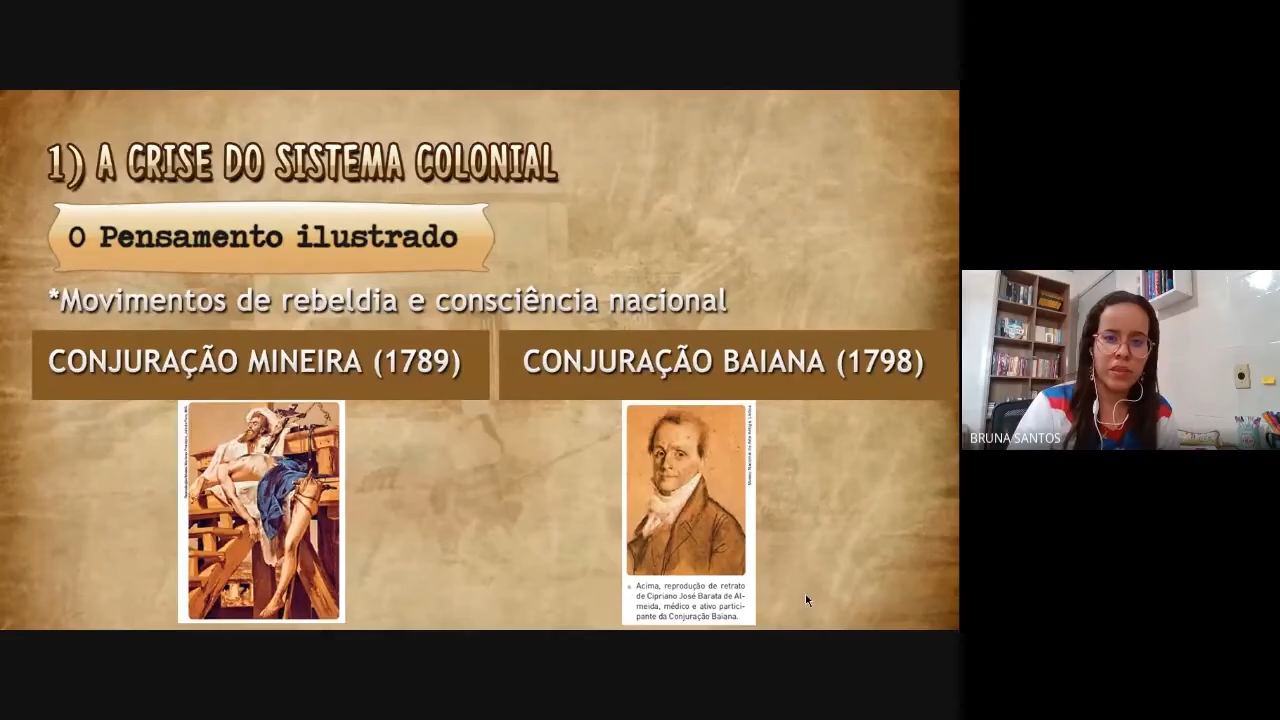 1) A CRISE DO SISTEMA COLONIAL
O Pensamento ilustrado
*Movimentos de rebeldia e consciência nacional
CONJURAÇÃO MINEIRA (1789)
CONJURAÇÃO BAIANA (1798)
Acima, reprodução de retrato
de Cipriano José Barata de Al-
meida, médico e ativo partici-
pante da Conjuração Baiana.
BRUNA SANTOS